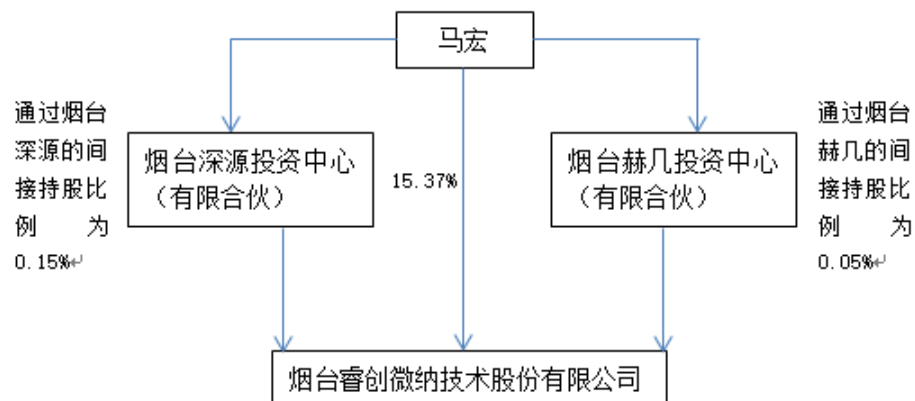 马宏
通过烟台
深源的间
接持股比
例 为
0.15%↵
烟台深源投资中心
（有限合伙）
15.37%
烟台赫几投资中心
（有限合伙）
通过烟台
赫几的间
接持股比
例 为
0.05%↵
烟台睿创微纳技术股份有限公司